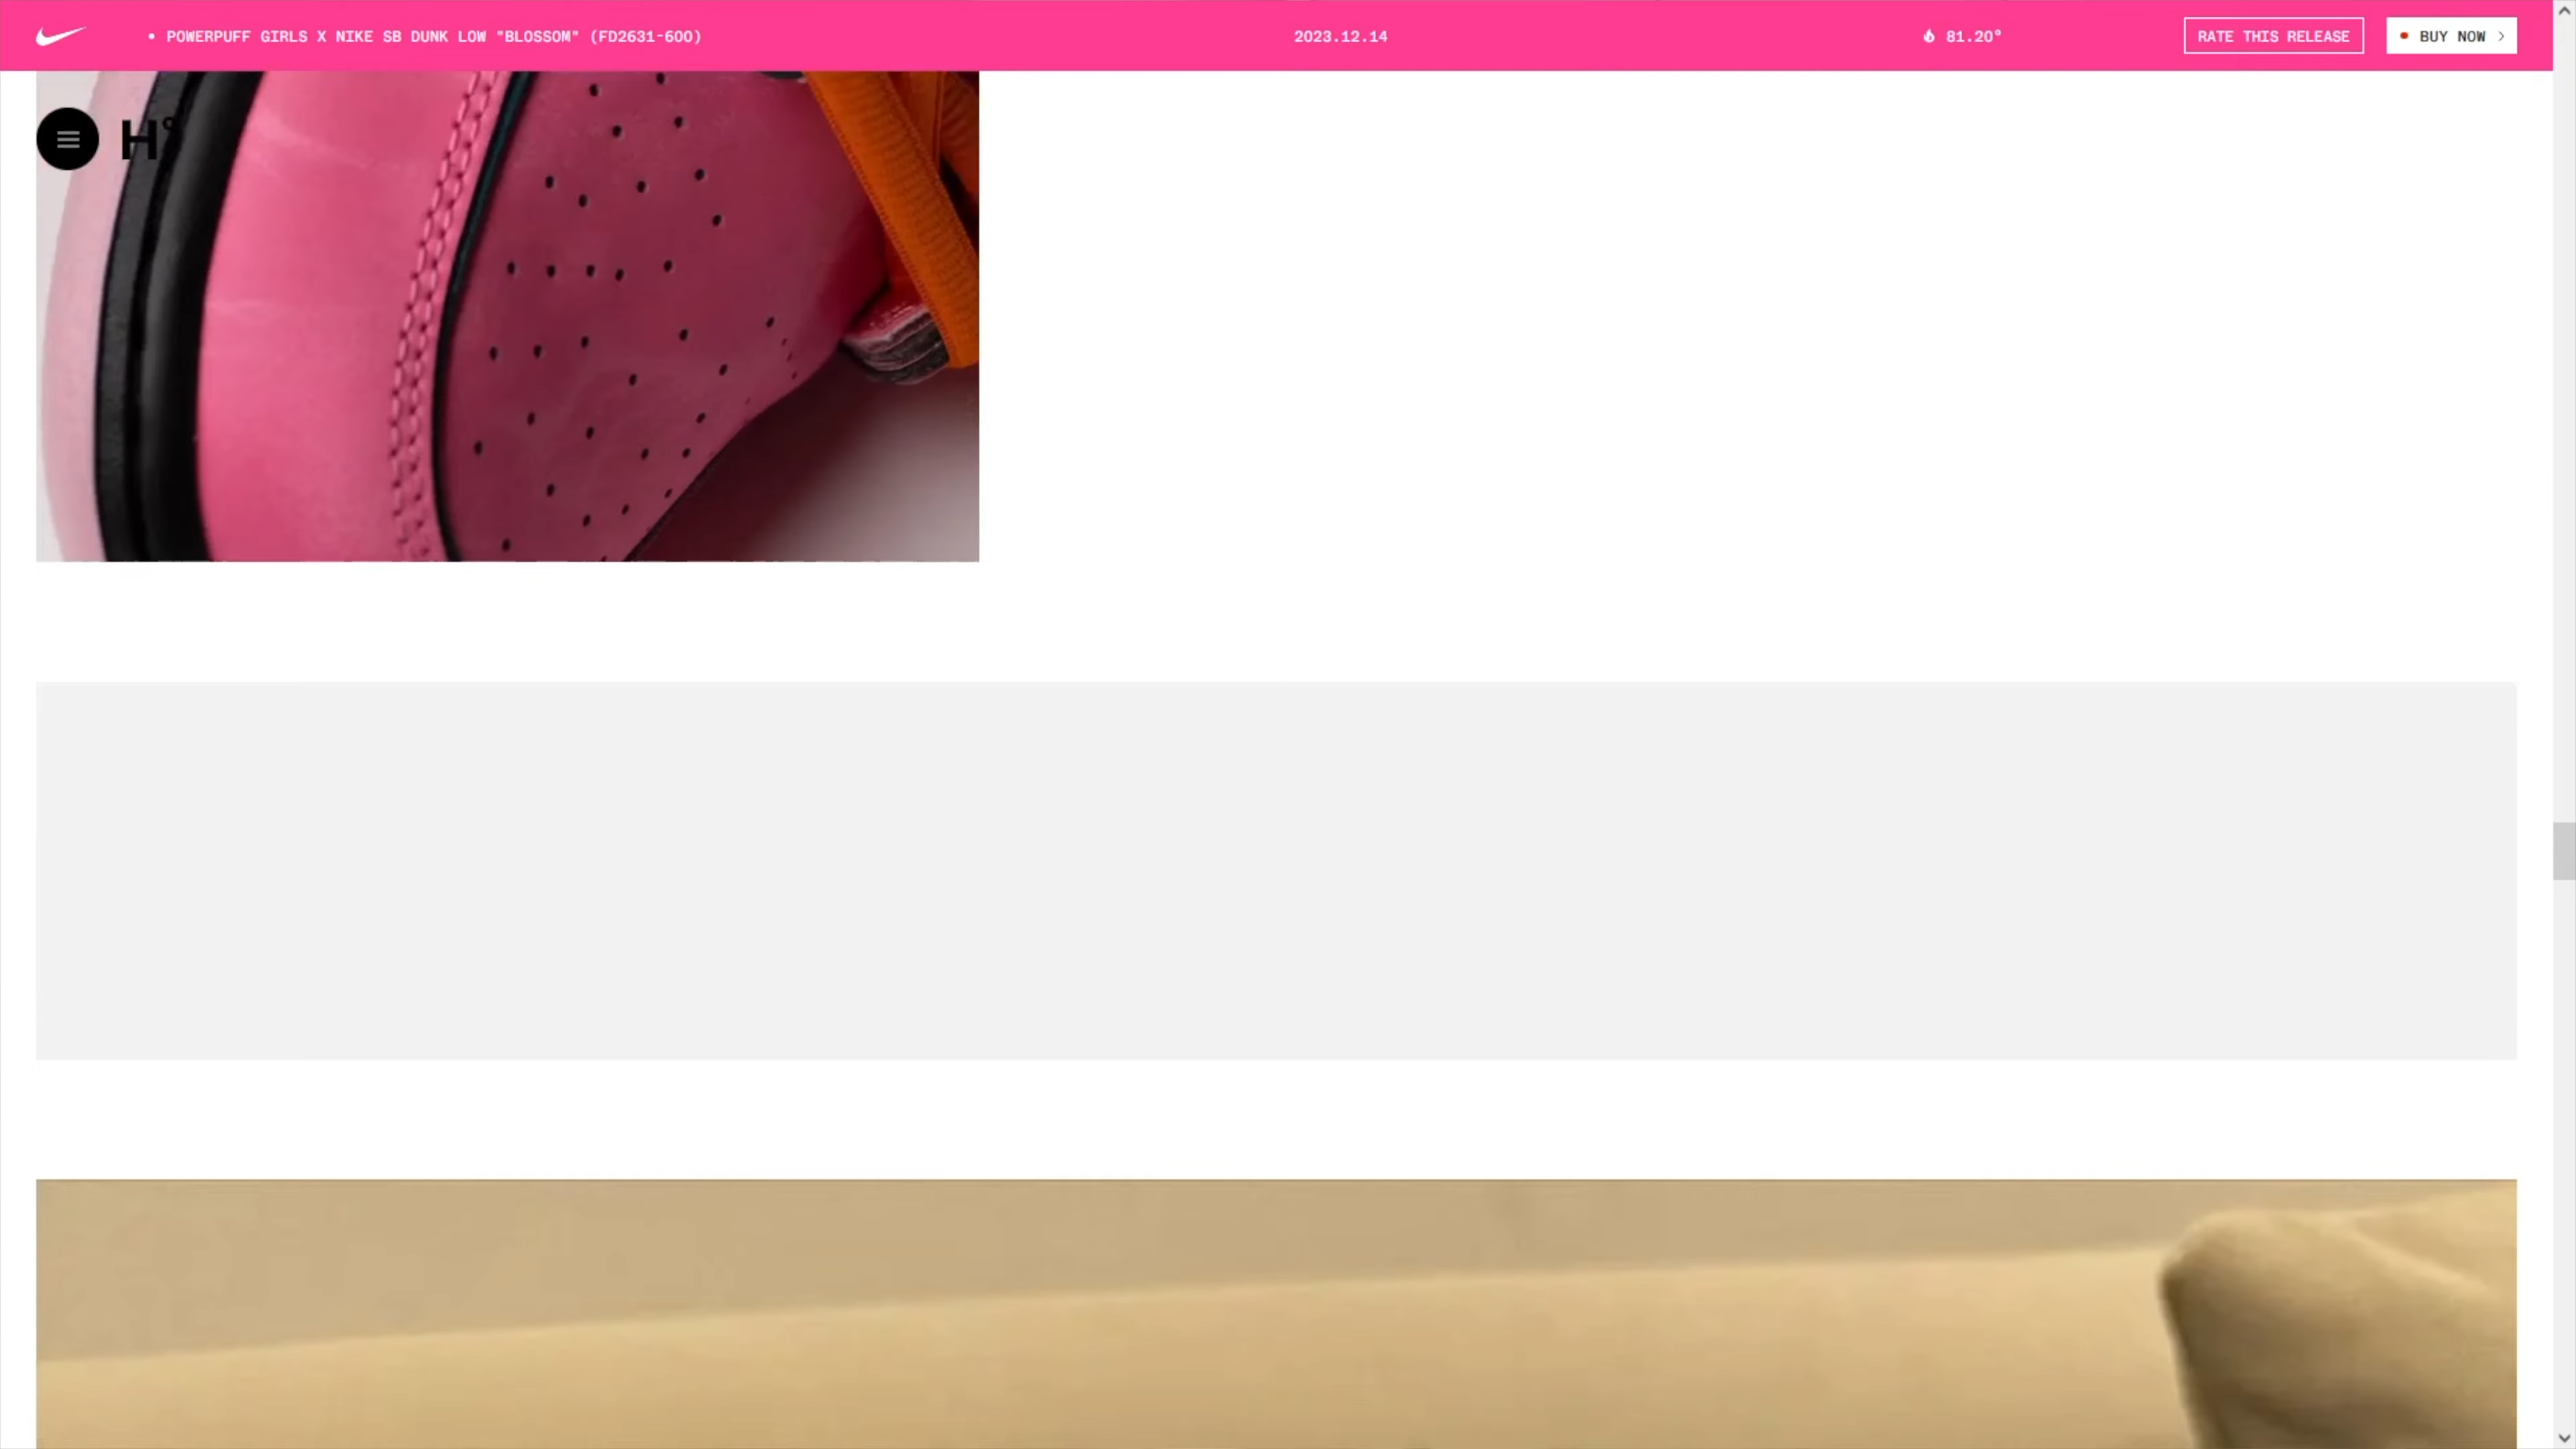 • POWERPUFF GIRLS X NIKE SB DUNK LOW "BLOSSOM" (FD2631-600)
2023.12.14
81.20°
RATE THIS RELEASE
• BUY NOW >
H°